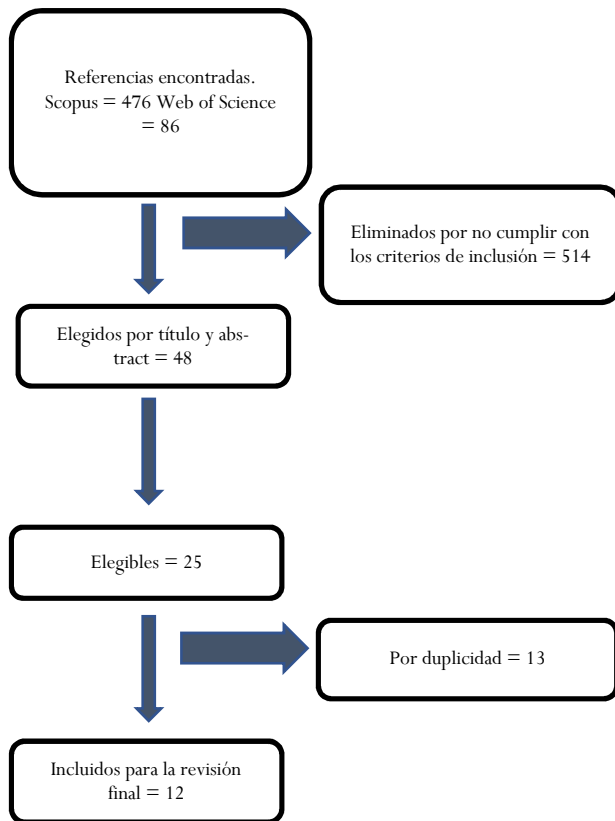 Referencias encontradas.
Scopus = 476 Web of Science
= 86
Eliminados por no cumplir con
los criterios de inclusión = 514
Elegidos por título y abs-
tract = 48
Elegibles = 25
Por duplicidad = 13
Incluidos para la revisión
final = 12